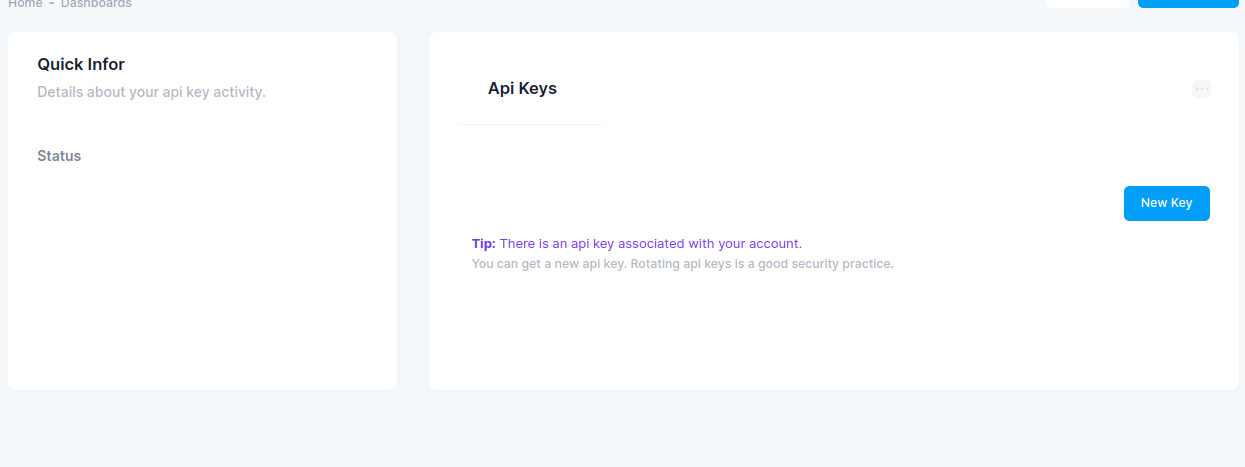 Home - Dashboards
Quick Infor
Details about your api key activity.
Status
Api Keys
New Key
Tip: There is an api key associated with your account.
You can get a new api key. Rotating api keys is a good security practice.